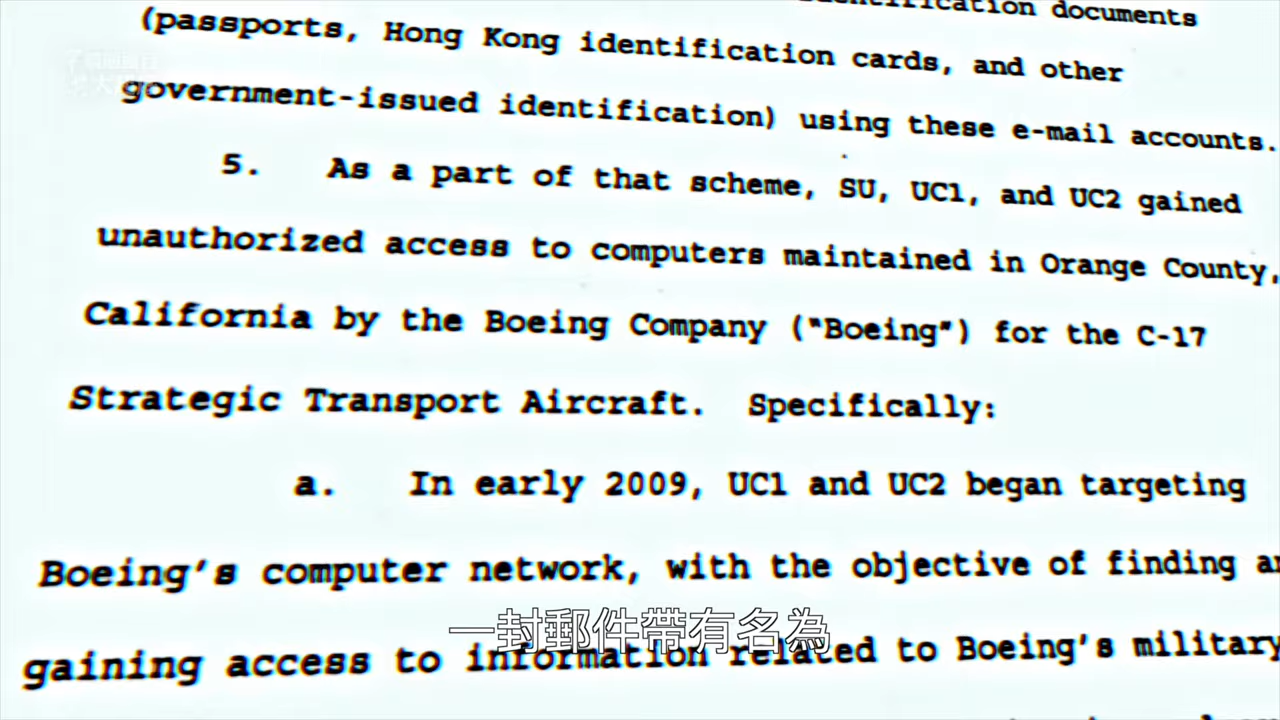 documents
(passports, Hong Kong identification cards, and other
government-issued identification) using these e-mail accounts.
5. As a part of that scheme, SU, UC1, and UC2 gained
unauthorized access to computers maintained in Orange County,
California by the Boeing Company ("Boeing") for the C-17
Strategic Transport Aircraft. Specifically:
a. In early 2009, UC1 and UC2 began targeting
Boeing's computer network, with the objective of finding
gaining access to information related to Boeing's military
一封郵件帶有名為